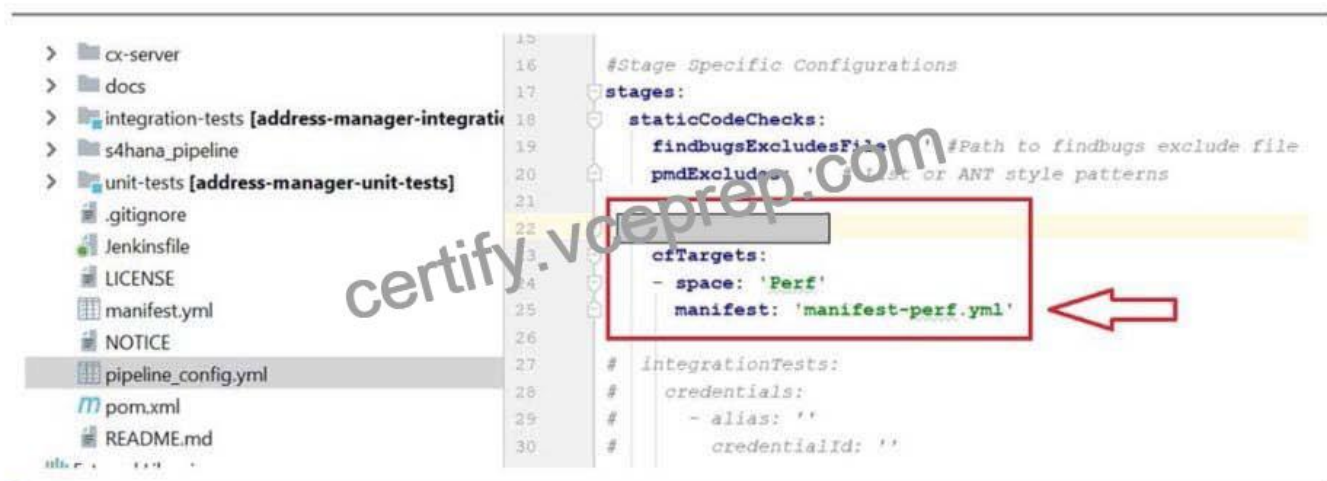 cx-server
docs
integration-tests [address-manager-integratio
s4hana_pipeline
unit-tests [address-manager-unit-tests]
.gitignore
Jenkinsfile
LICENSE
manifest.yml
NOTICE
pipeline_config.yml
pom.xml
README.md
15
16 #Stage Specific Configurations
17 stages:
18 staticCodeChecks:
19 findbugsExcludesFile ' #Path to findbugs exclude file
20 pmdExcludes: ' or ANT style patterns
21
22
23 cfTargets:
24 - space: 'Perf'
25 manifest: 'manifest-perf.yml'
26
27 # integrationTests:
28 # credentials:
29 # - alias: ''
30 # credentialId: ''
certify.vceprep.com